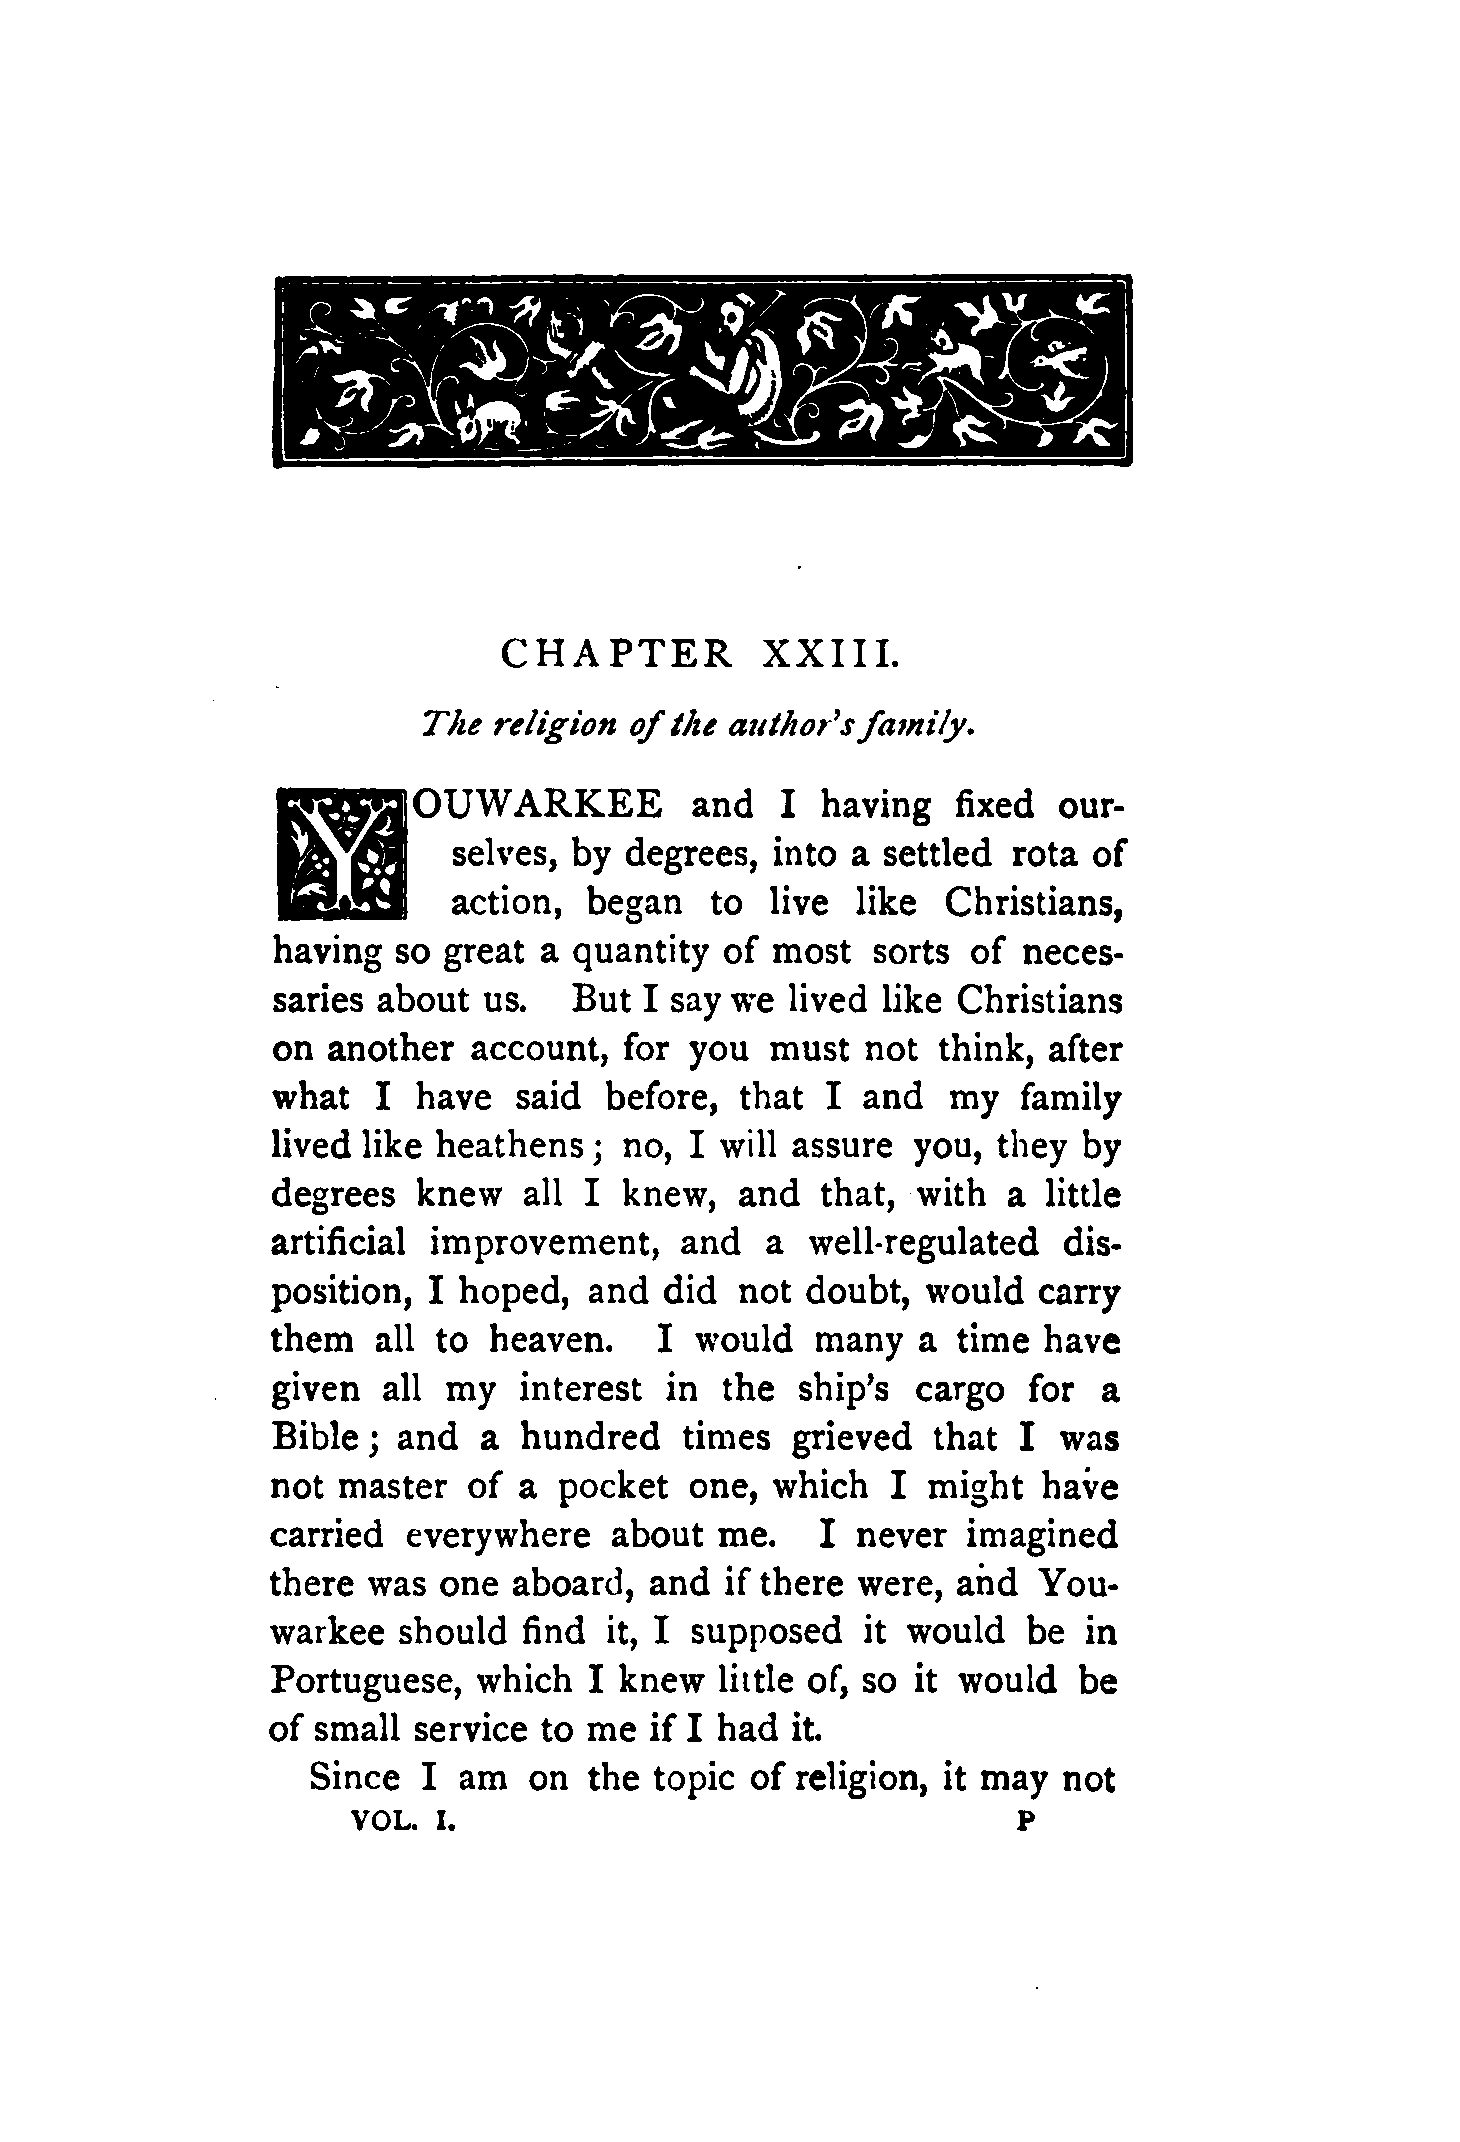 CHAPTER XXIII.
The religion of the author's family.
YOUWARKEE and I having fixed our-
selves, by degrees, into a settled rota of
action, began to live like Christians,
having so great a quantity of most sorts of neces-
saries about us. But I say we lived like Christians
on another account, for you must not think, after
what I have said before, that I and my family
lived like heathens; no, I will assure you, they by
degrees knew all I knew, and that, with a little
artificial improvement, and a well-regulated dis-
position, I hoped, and did not doubt, would carry
them all to heaven. I would many a time have
given all my interest in the ship's cargo for a
Bible; and a hundred times grieved that I was
not master of a pocket one, which I might have
carried everywhere about me. I never imagined
there was one aboard, and if there were, and You-
warkee should find it, I supposed it would be in
Portuguese, which I knew little of, so it would be
of small service to me if I had it.
Since I am on the topic of religion, it may not
VOL. I. P